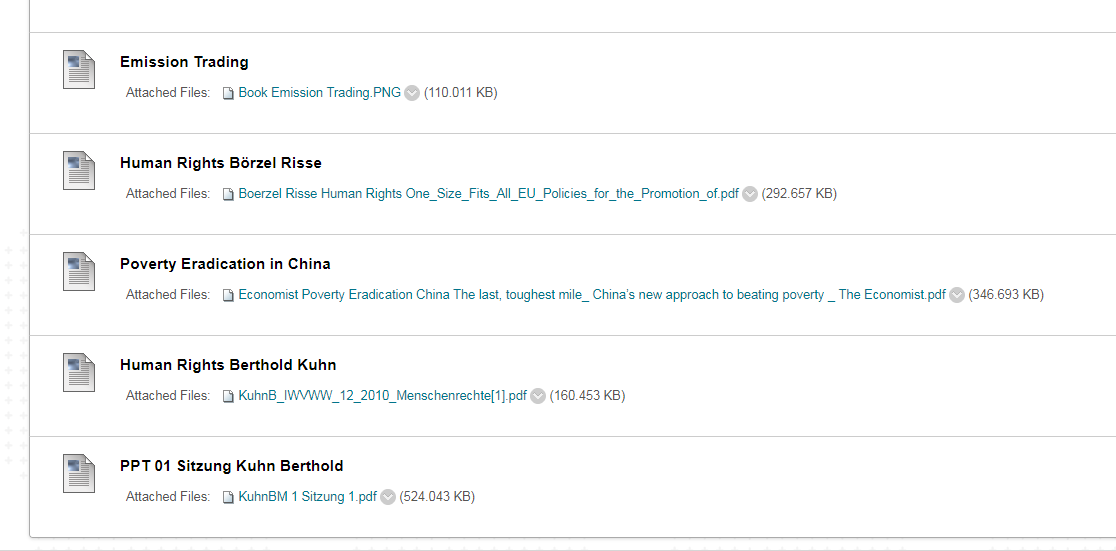 Emission Trading
Attached Files: Book Emission Trading.PNG (110.011 KB)
Human Rights Börzel Risse
Attached Files: Boerzel Risse Human Rights One_Size_Fits_All_EU_Policies_for_the_Promotion_of.pdf (292.657 KB)
Poverty Eradication in China
Attached Files: Economist Poverty Eradication China The last, toughest mile_ China’s new approach to beating poverty _ The Economist.pdf (346.693 KB)
Human Rights Berthold Kuhn
Attached Files: KuhnB_IWVWW_12_2010_Menschenrechte[1].pdf (160.453 KB)
PPT 01 Sitzung Kuhn Berthold
Attached Files: KuhnBM 1 Sitzung 1.pdf (524.043 KB)